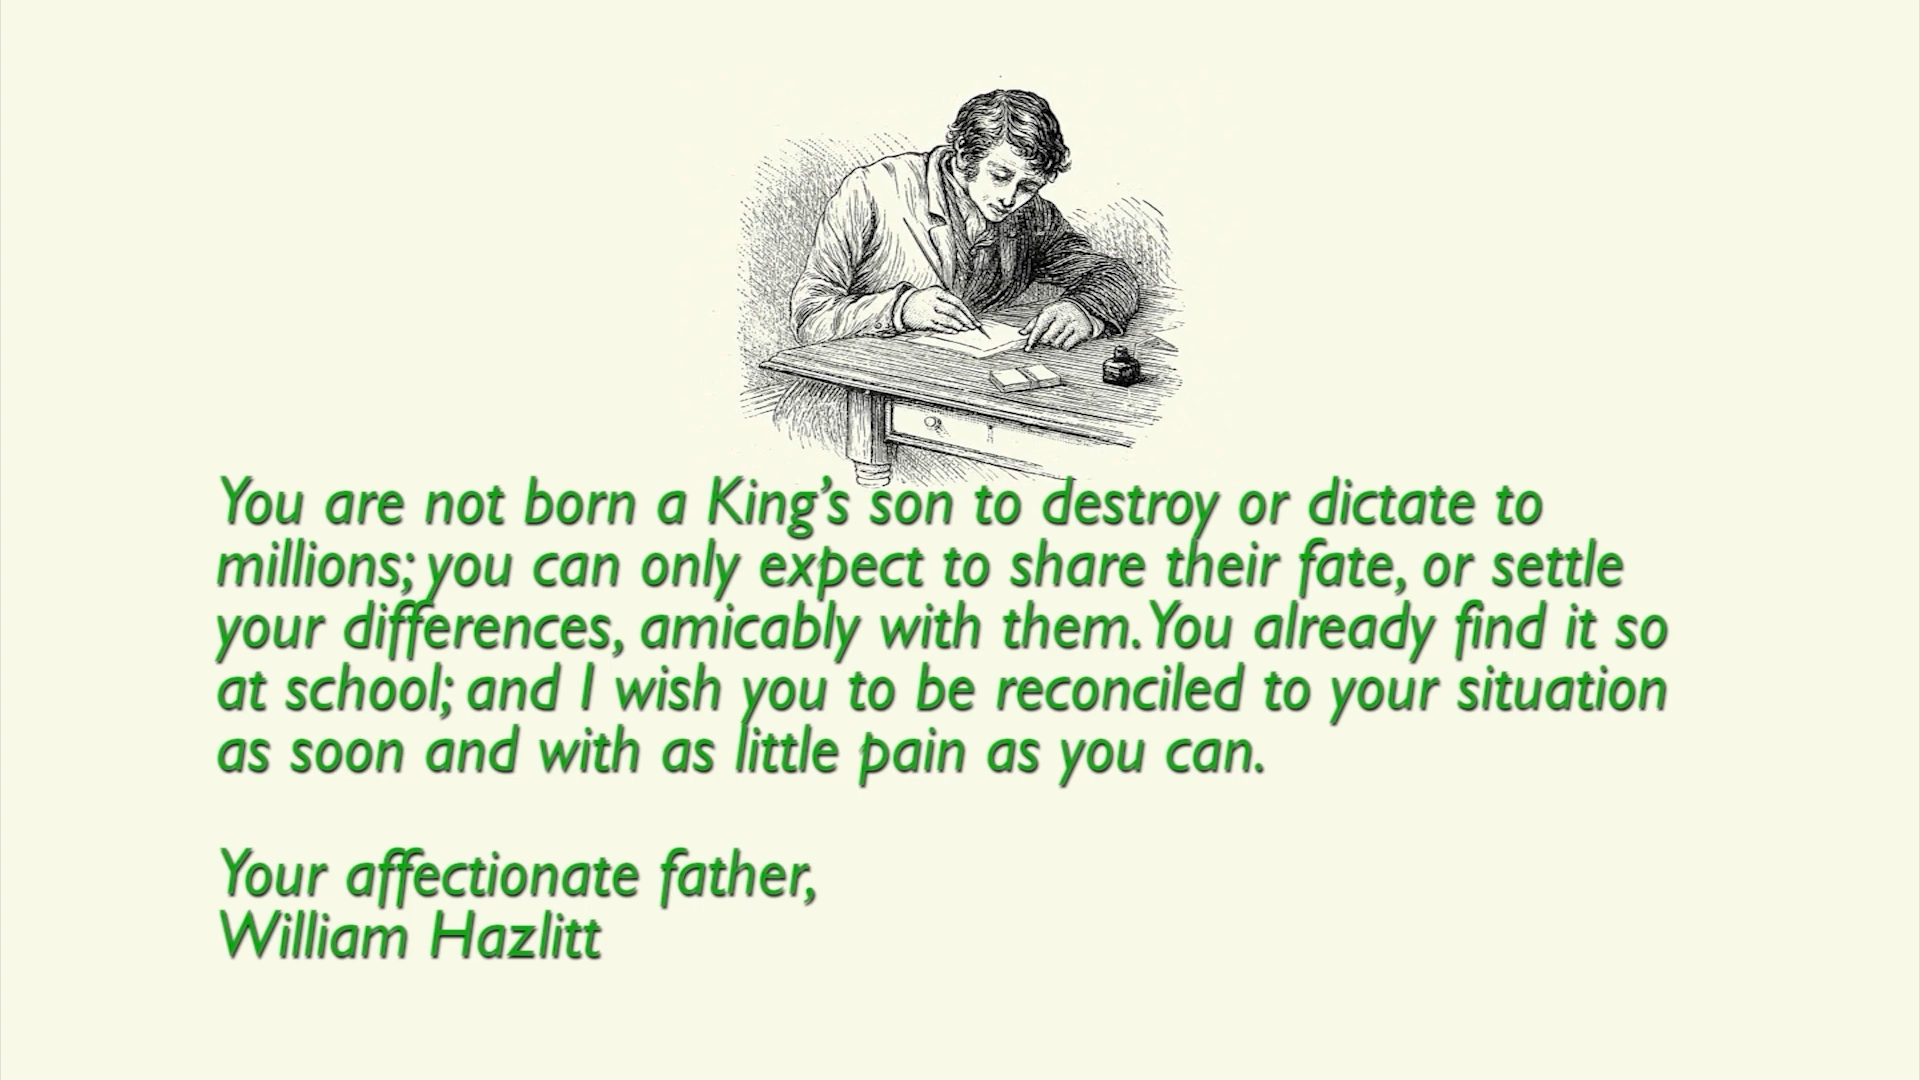 You are not born a King’s son to destroy or dictate to
millions; you can only expect to share their fate, or settle
your differences, amicably with them. You already find it so
at school; and I wish you to be reconciled to your situation
as soon and with as little pain as you can.
Your affectionate father,
William Hazlitt